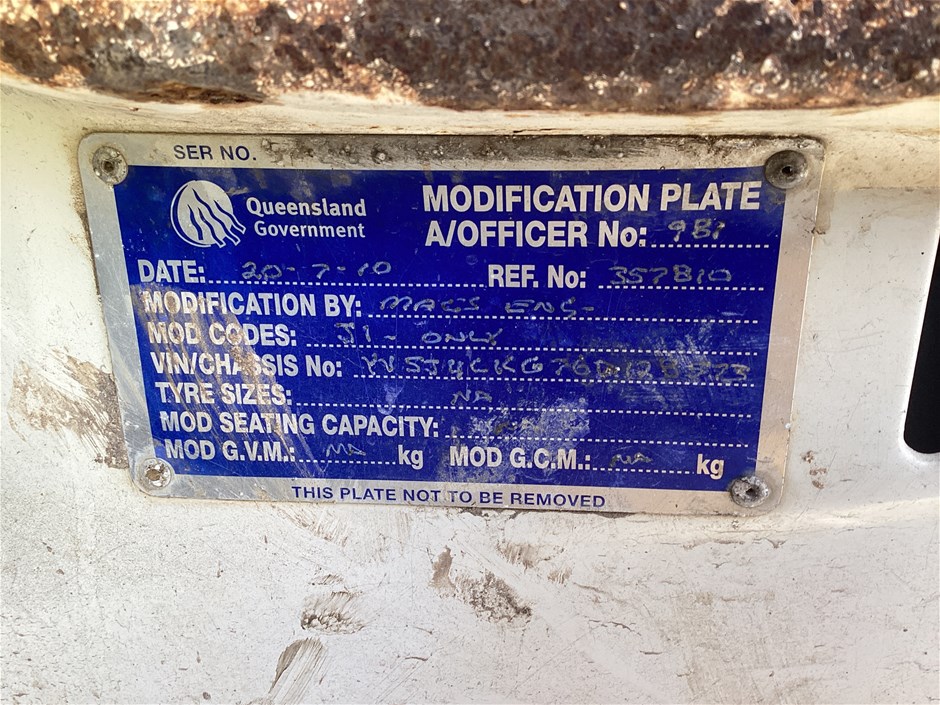 SER NO.
Queensland
Government
MODIFICATION PLATE
A/OFFICER No: 981
DATE: 20-7-10 REF. No: 357810
MODIFICATION BY: MAGS ENG-
MOD CODES: J1 - ONLY
VIN/CHASSIS No:
TYRE SIZES: NA
MOD SEATING CAPACITY:
MOD G.V.M.: NA kg MOD G.C.M.: NA kg
THIS PLATE NOT TO BE REMOVED